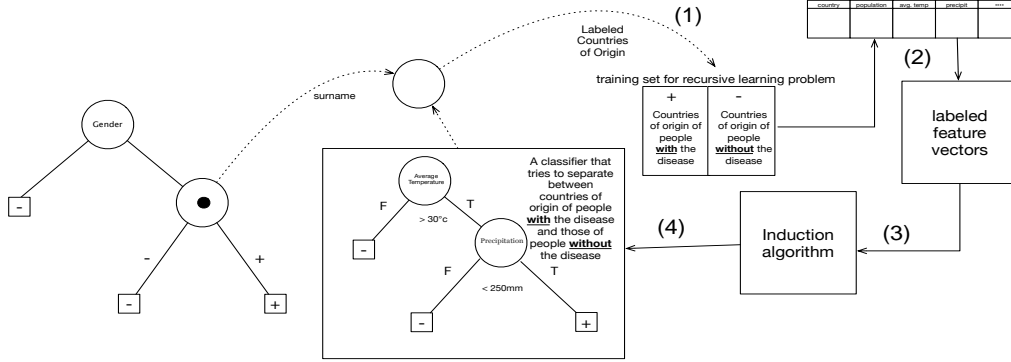 Gender
-
-
+
-
+
surname
(1)
Labeled
Countries
of Origin
training set for recursive learning problem
+
Countries
of origin of
people
with the
disease
-
Countries
of origin of
people
without the
disease
country population avg. temp precipit ****
(2)
labeled
feature
vectors
(3)
Induction
algorithm
(4)
A classifier that
tries to separate
between
countries of
origin of people
with the disease
and those of
people without
the disease
Average
Temperature
F
T
> 30°c
-
Precipitation
F
T
< 250mm
-
+